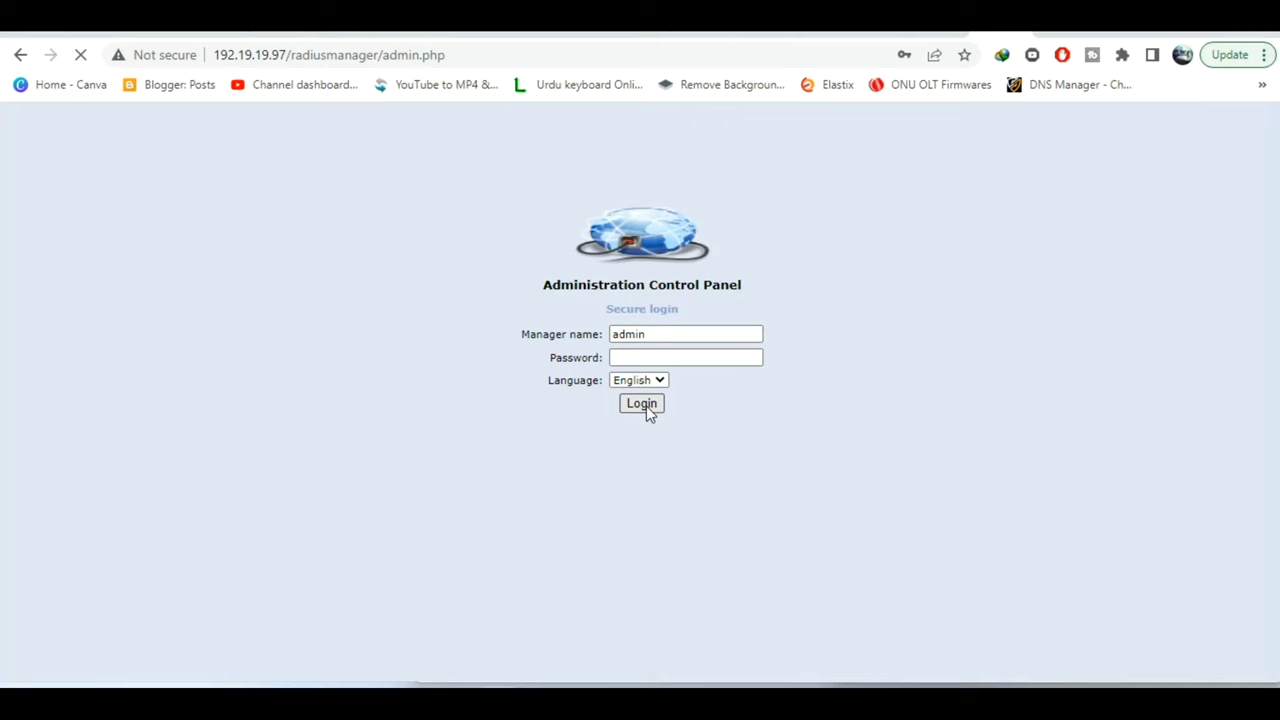 Not secure 192.19.19.97/radiusmanager/admin.php Update
Home - Canva Blogger: Posts Channel dashboard... YouTube to MP4 &... Urdu keyboard Onli... Remove Backgroun... Elastix ONU OLT Firmwares DNS Manager - Ch... »
Administration Control Panel
Secure login
Manager name: admin
Password:
Language: English
Login